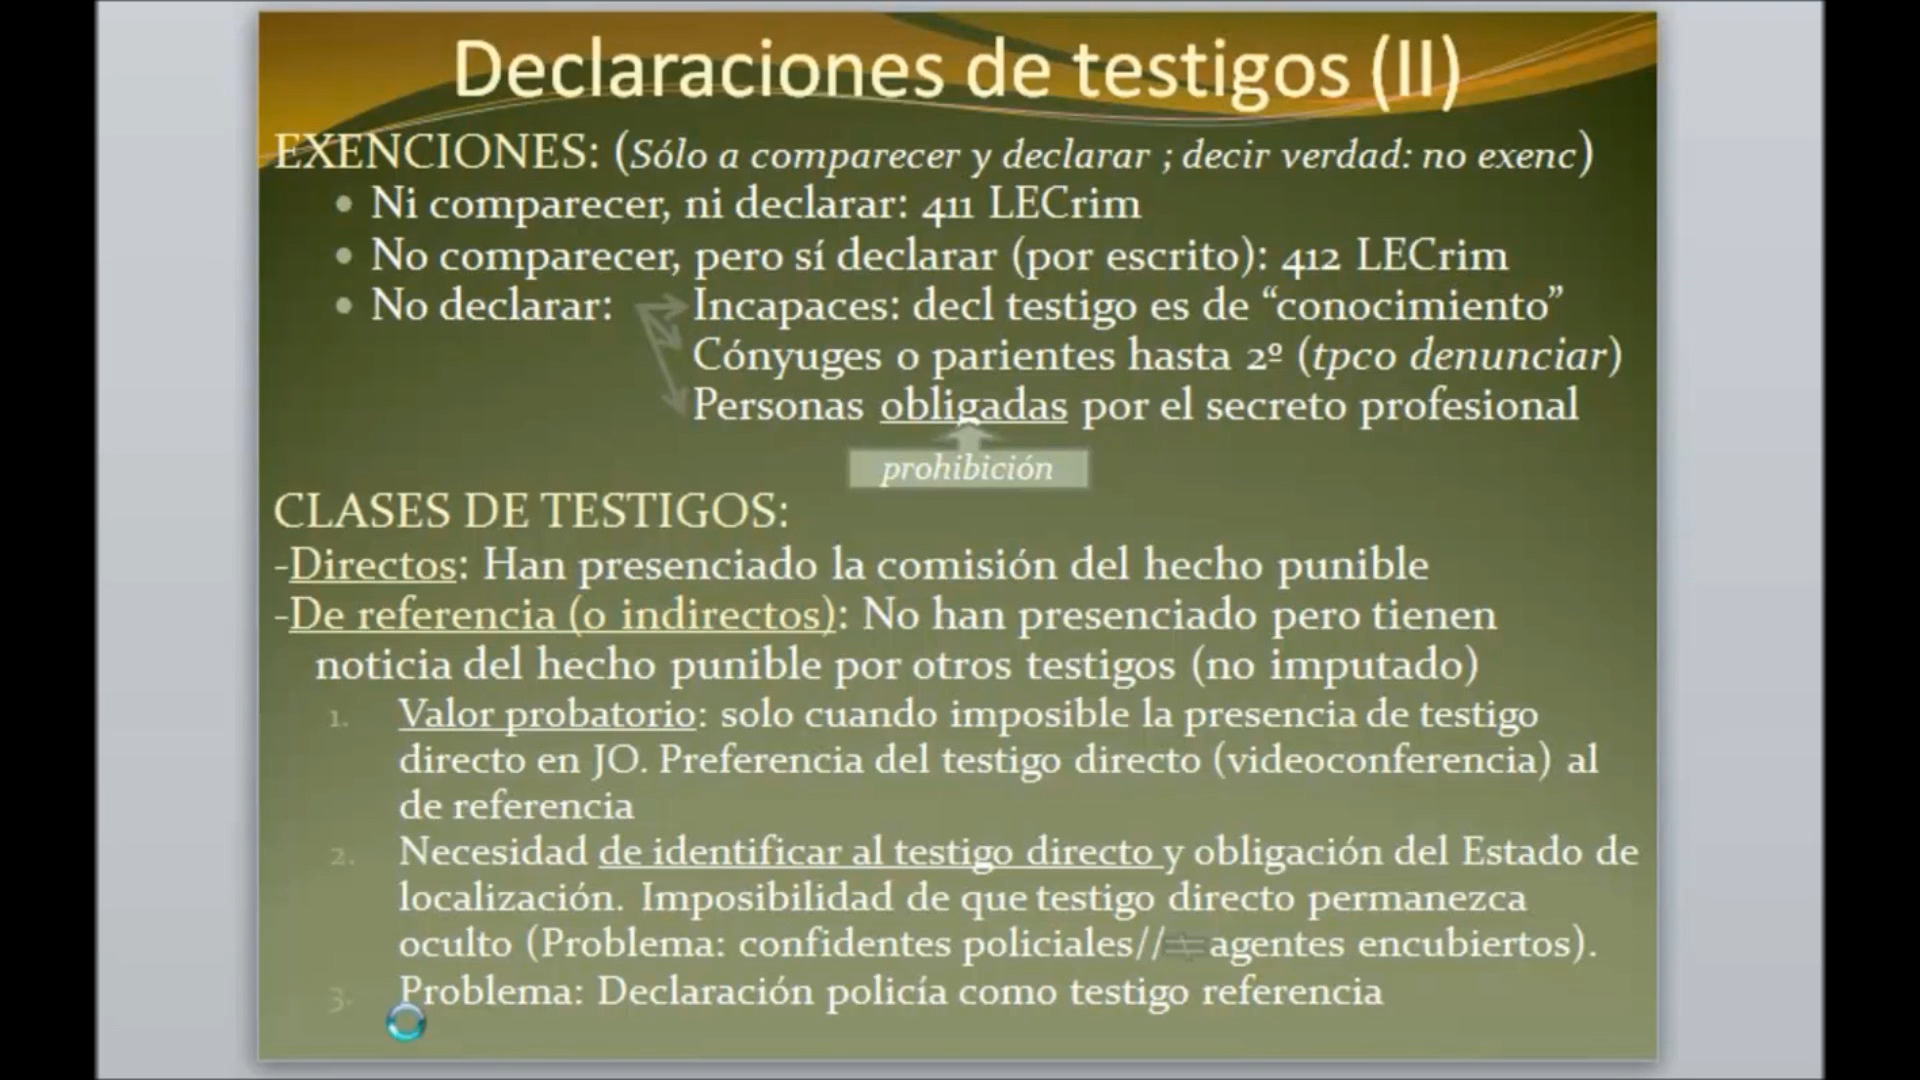 Declaraciones de testigos (II)
EXENCIONES: (Sólo a comparecer y declarar ; decir verdad: no exenc)
• Ni comparecer, ni declarar: 411 LECrim
• No comparecer, pero sí declarar (por escrito): 412 LECrim
• No declarar: Incapaces: decl testigo es de “conocimiento”
Cónyuges o parientes hasta 2º (tpco denunciar)
Personas obligadas por el secreto profesional
prohibición
CLASES DE TESTIGOS:
-Directos: Han presenciado la comisión del hecho punible
-De referencia (o indirectos): No han presenciado pero tienen
noticia del hecho punible por otros testigos (no imputado)
1. Valor probatorio: solo cuando imposible la presencia de testigo
directo en JO. Preferencia del testigo directo (videoconferencia) al
de referencia
2. Necesidad de identificar al testigo directo y obligación del Estado de
localización. Imposibilidad de que testigo directo permanezca
oculto (Problema: confidentes policiales// ≠ agentes encubiertos).
3. Problema: Declaración policía como testigo referencia